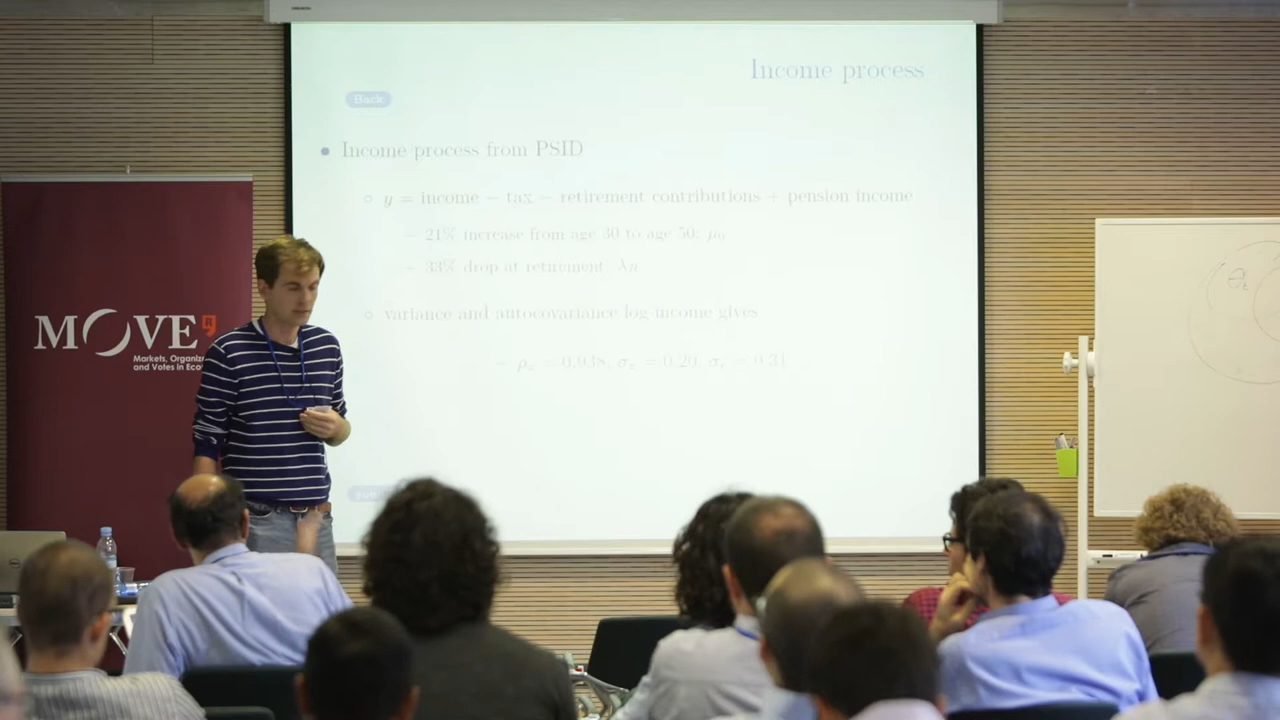 Income process
Back
Income process from PSID
y = income − tax − retirement contributions + pension income
− 21% increase from age 30 to age 50:
− 33% drop at retirement
variance and autocovariance log income gives
MOVE
Markets, Organiz
and Votes in Eco